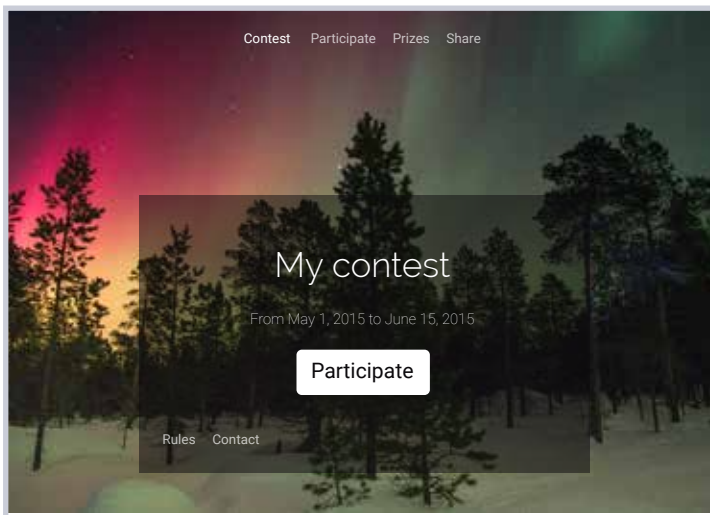 Contest Participate Prizes Share
My contest
From May 1, 2015 to June 15, 2015
Participate
Rules Contact